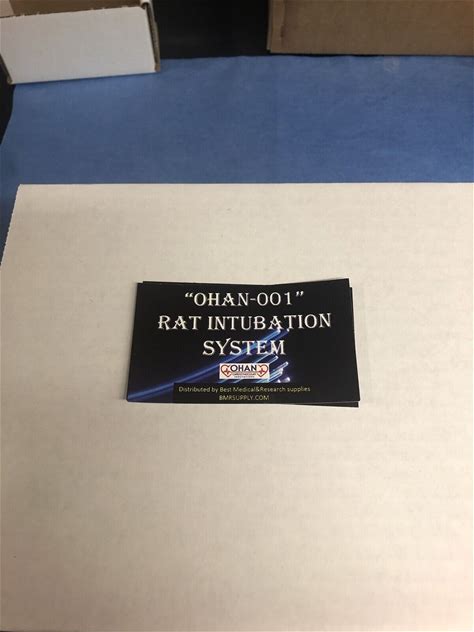 “OHAN-001”
RAT INTUBATION
SYSTEM
OHAN
Distributed by Best Medical&Research supplies
BMRSUPPLY.COM